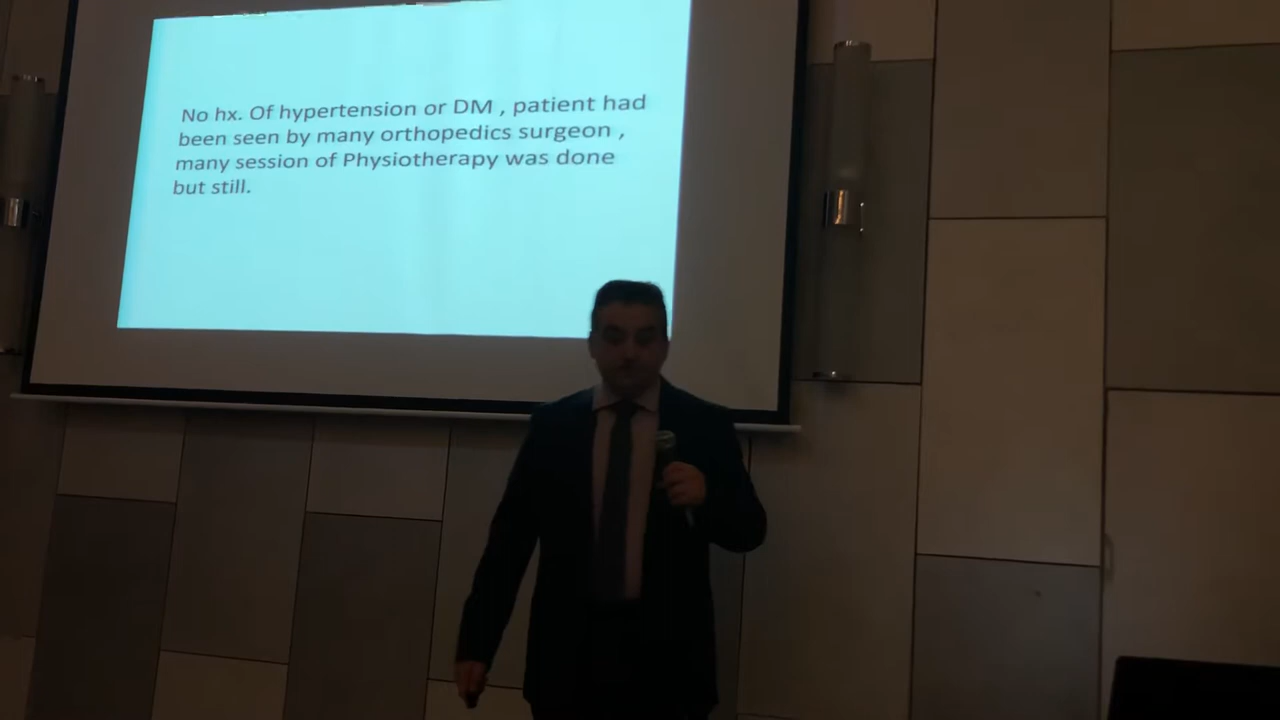 No hx. Of hypertension or DM , patient had
been seen by many orthopedics surgeon ,
many session of Physiotherapy was done
but still.